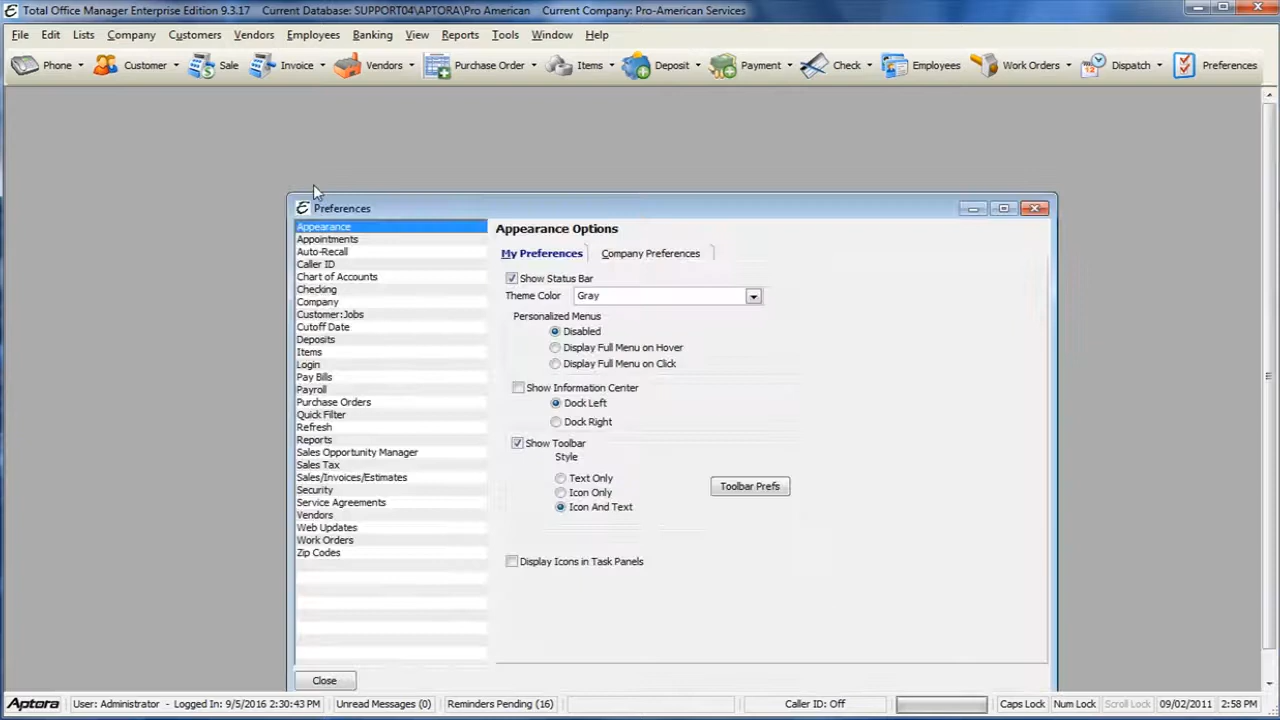 Total Office Manager Enterprise Edition 9.3.17 Current Database: SUPPORT04\APTORA\Pro American Current Company: Pro-American Services
File Edit Lists Company Customers Vendors Employees Banking View Reports Tools Window Help
Phone Customer Sale Invoice Vendors Purchase Order Items Deposit Payment Check Employees Work Orders Dispatch Preferences
Preferences
Appearance
Appointments
Auto-Recall
Caller ID
Chart of Accounts
Checking
Company
Customer:Jobs
Cutoff Date
Deposits
Items
Login
Pay Bills
Payroll
Purchase Orders
Quick Filter
Refresh
Reports
Sales Opportunity Manager
Sales Tax
Sales/Invoices/Estimates
Security
Service Agreements
Vendors
Web Updates
Work Orders
Zip Codes
Close
Appearance Options
My Preferences Company Preferences
Show Status Bar
Theme Color Gray
Personalized Menus
Disabled
Display Full Menu on Hover
Display Full Menu on Click
Show Information Center
Dock Left
Dock Right
Show Toolbar
Style
Text Only
Icon Only
Icon And Text
Toolbar Prefs
Display Icons in Task Panels
Aptora User: Administrator - Logged In: 9/5/2016 2:30:43 PM Unread Messages (0) Reminders Pending (16) Caller ID: Off Caps Lock Num Lock Scroll Lock 09/02/2011 2:58 PM